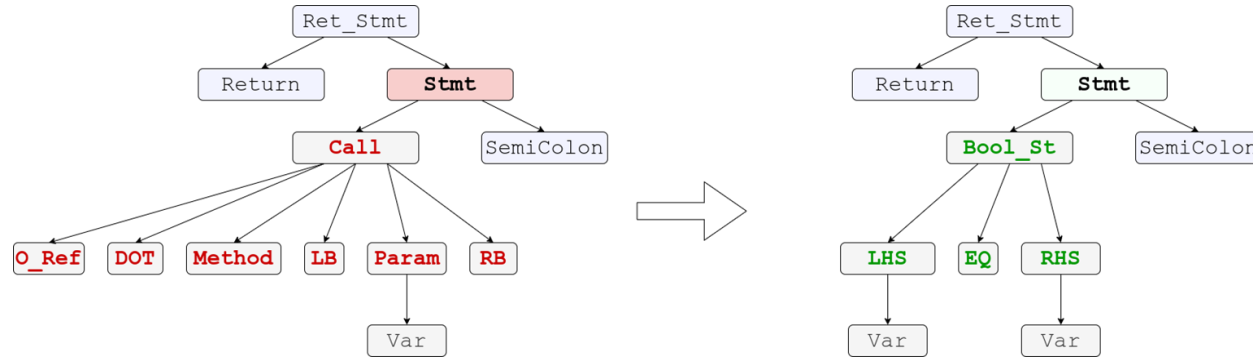 Ret_Stmt
Return Stmt
Call SemiColon
O_Ref DOT Method LB Param RB
Var
Ret_Stmt
Return Stmt
Bool_St SemiColon
LHS EQ RHS
Var Var